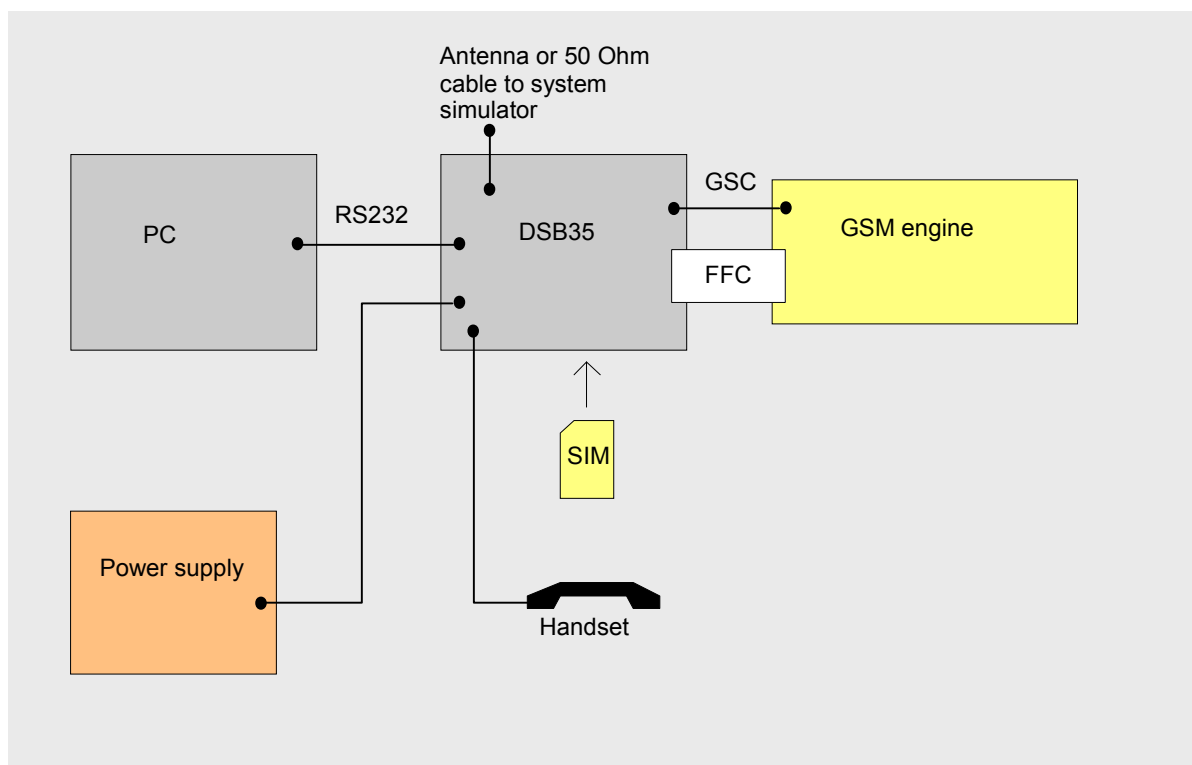 Antenna or 50 Ohm
cable to system
simulator
PC
RS232
DSB35
GSC
GSM engine
FFC
SIM
Power supply
Handset